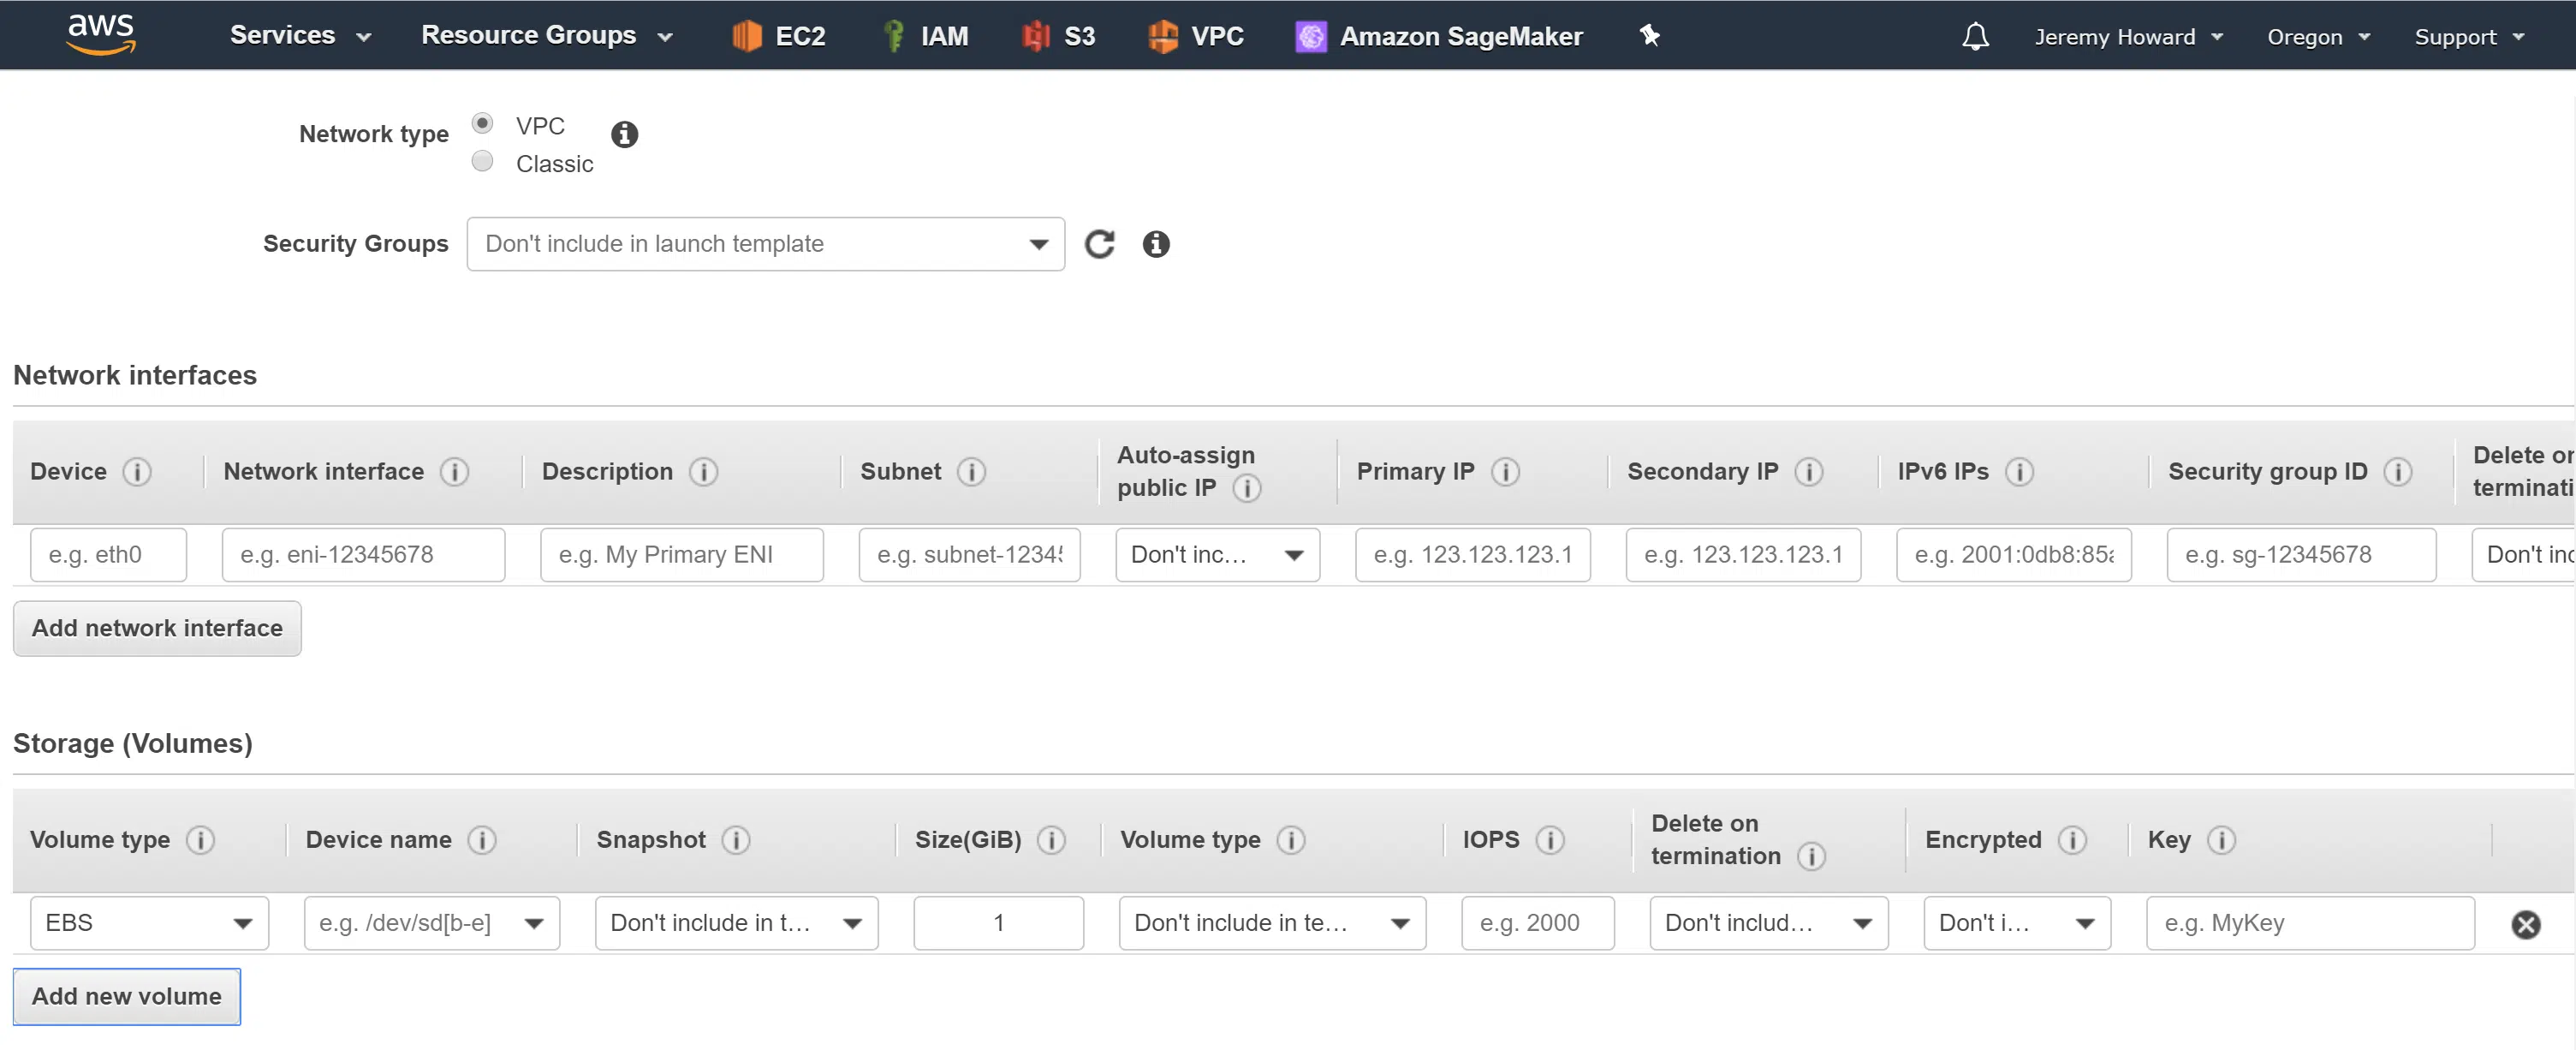 aws Services Resource Groups EC2 IAM S3 VPC Amazon SageMaker Jeremy Howard Oregon Support
Network type VPC
Classic
Security Groups Don't include in launch template
Network interfaces
Device Network interface Description Subnet Auto-assign public IP Primary IP Secondary IP IPv6 IPs Security group ID Delete or terminati
e.g. eth0 e.g. eni-12345678 e.g. My Primary ENI e.g. subnet-12345 Don't inc... e.g. 123.123.123.1 e.g. 123.123.123.1 e.g. 2001:0db8:85a e.g. sg-12345678 Don't inc
Add network interface
Storage (Volumes)
Volume type Device name Snapshot Size(GiB) Volume type IOPS Delete on termination Encrypted Key
EBS e.g. /dev/sd[b-e] Don't include in t... 1 Don't include in te... e.g. 2000 Don't includ... Don't i... e.g. MyKey
Add new volume